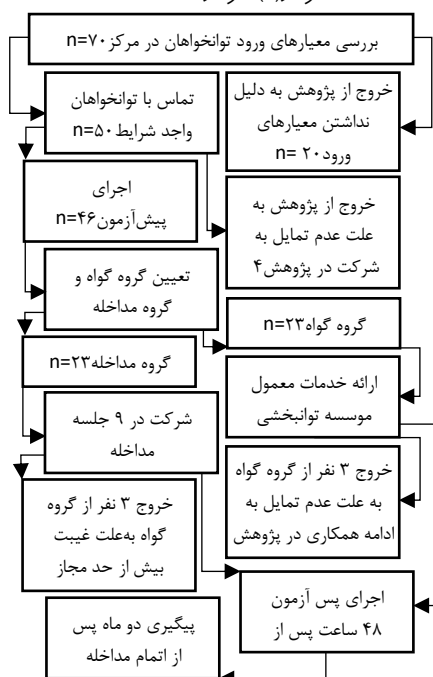 بررسی معیارهای ورود توانخواهان در مرکز n=۷۰
خروج از پژوهش به دلیل
نداشتن معیارهای
ورود n= ۲۰
تماس با توانخواهان
واجد شرایط n=۵۰
خروج از پژوهش به
علت عدم تمایل به
شرکت در پژوهش ۴
اجرای
پیش‌آزمون n=۴۶
تعیین گروه گواه و
گروه مداخله
گروه گواه n=۲۳
گروه مداخله n=۲۳
ارائه خدمات معمول
موسسه توانبخشی
شرکت در ۹ جلسه
مداخله
خروج ۳ نفر از گروه گواه
به علت عدم تمایل به
ادامه همکاری در پژوهش
خروج ۳ نفر از گروه
گواه به‌علت غیبت
بیش از حد مجاز
اجرای پس آزمون
۴۸ ساعت پس از
پیگیری دو ماه پس
از اتمام مداخله